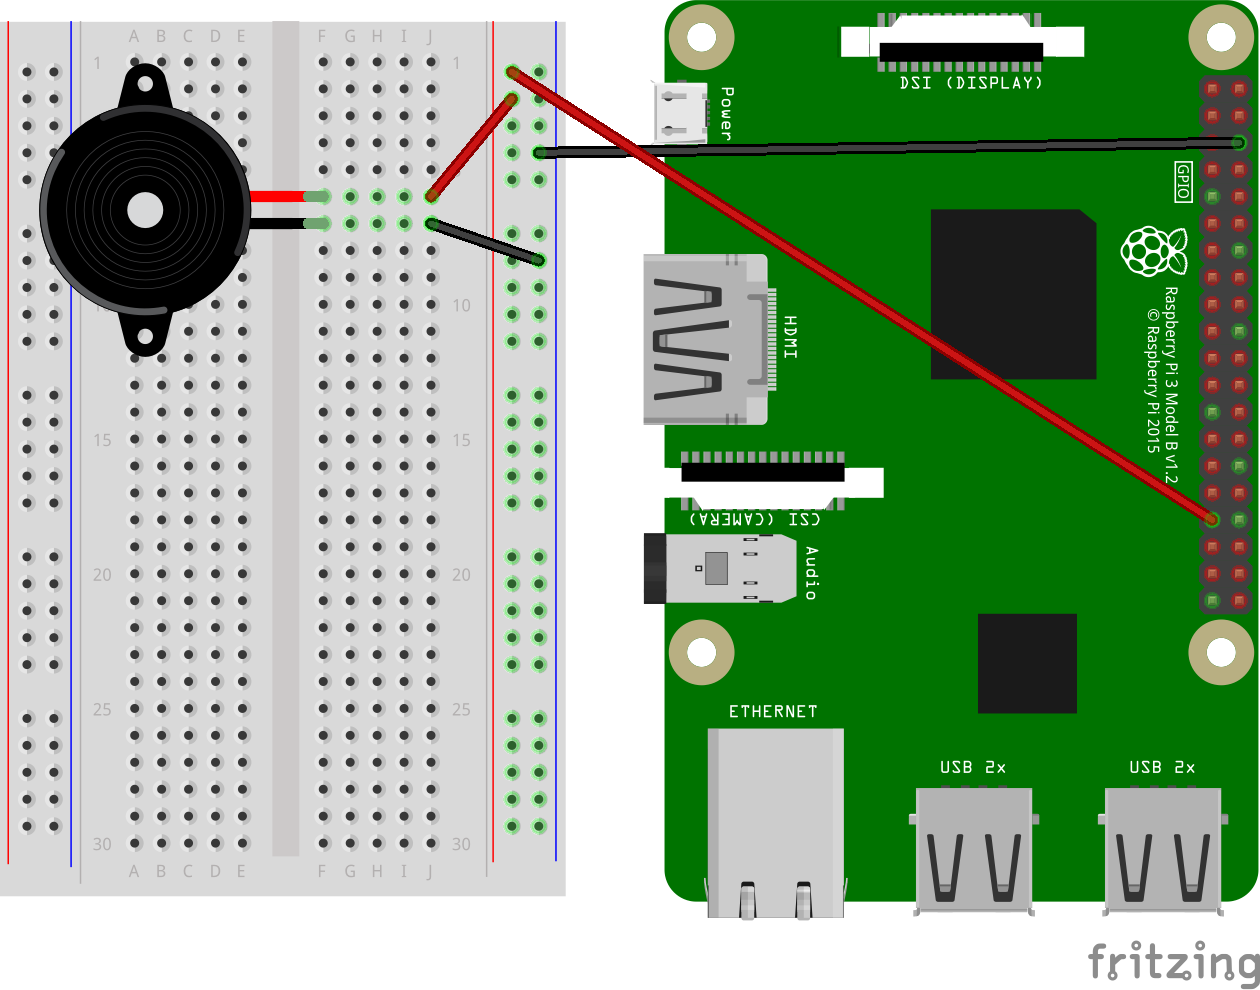 A B C D E F G H I J
1 1
DSI (DISPLAY)
Power
GPIO
10
HDMI
Raspberry Pi 3 Model B v1.2
© Raspberry Pi 2015
15 15
CSI (CAMERA)
Audio
20 20
25 25
ETHERNET
USB 2x
USB 2x
30 30
A B C D E F G H I J
fritzing